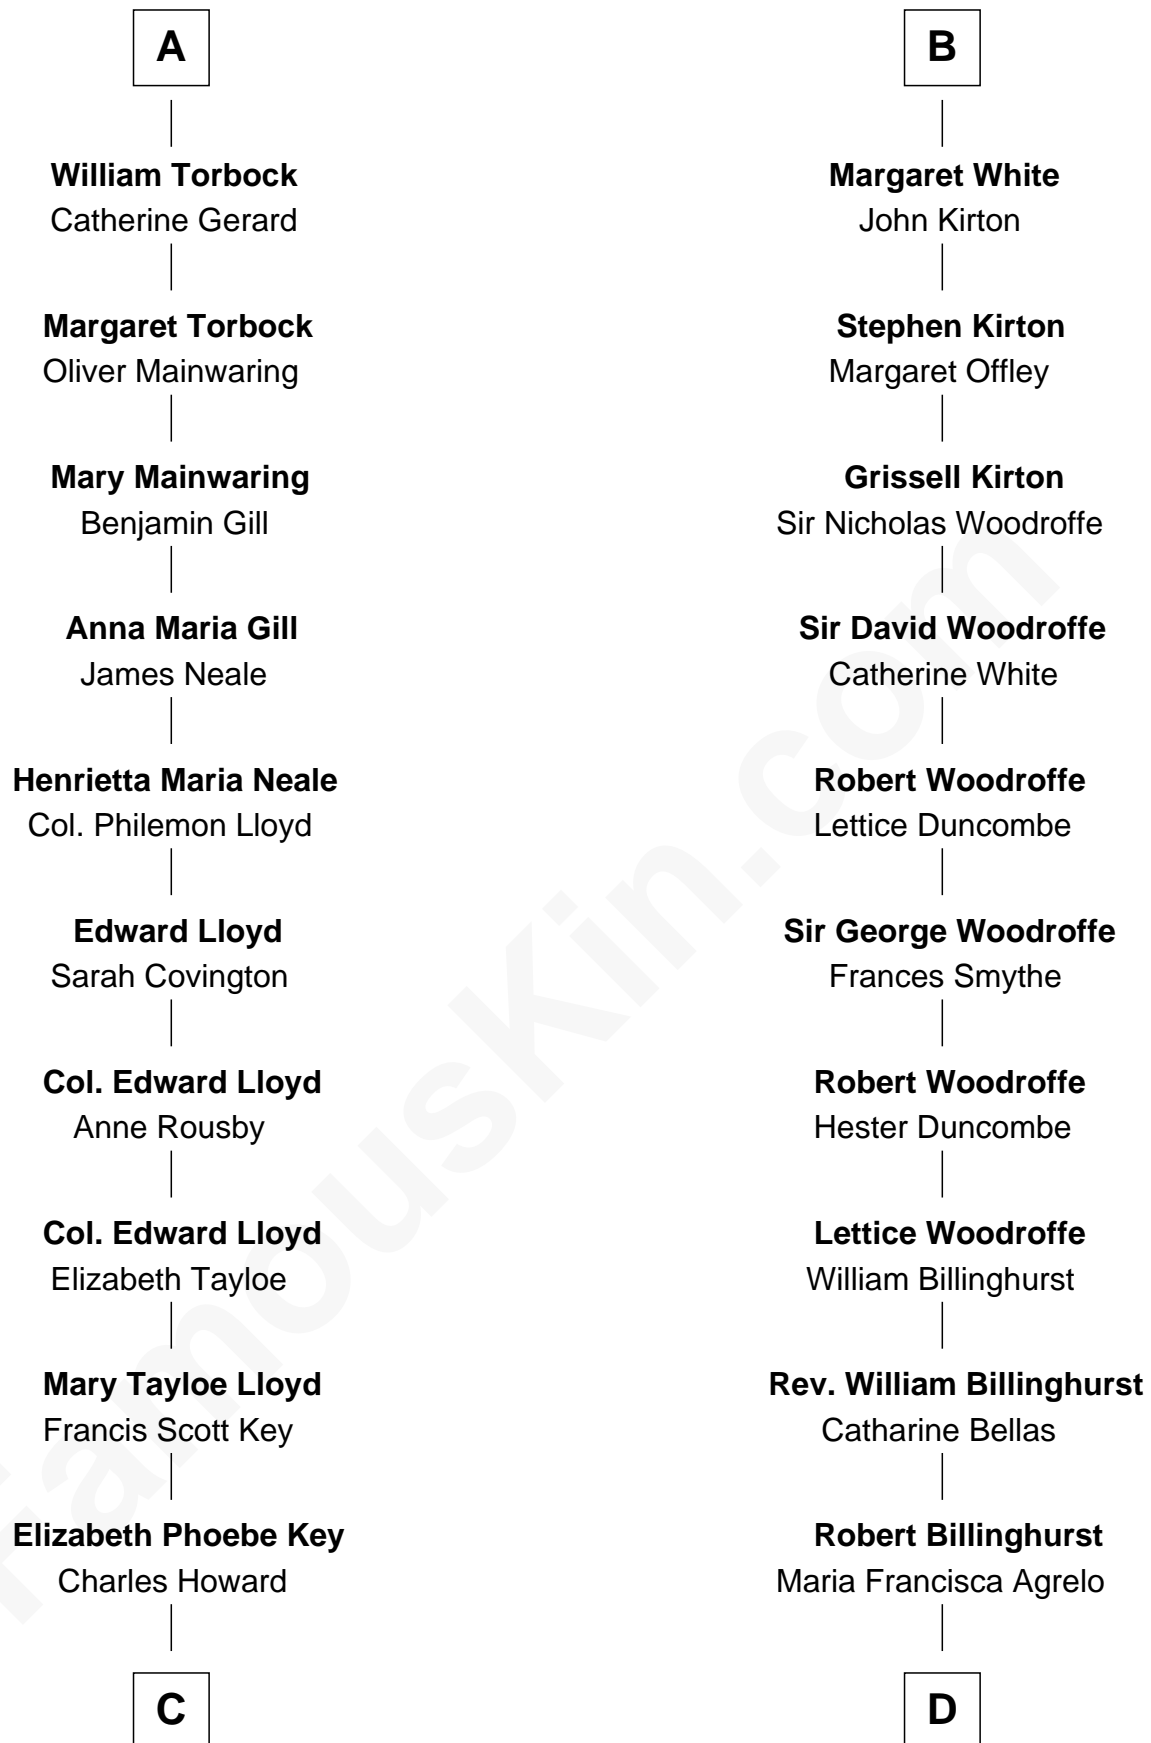 A
William Torbock
Catherine Gerard
Margaret Torbock
Oliver Mainwaring
Mary Mainwaring
Benjamin Gill
Anna Maria Gill
James Neale
Henrietta Maria Neale
Col. Philemon Lloyd
Edward Lloyd
Sarah Covington
Col. Edward Lloyd
Anne Rousby
Col. Edward Lloyd
Elizabeth Tayloe
Mary Tayloe Lloyd
Francis Scott Key
Elizabeth Phoebe Key
Charles Howard
C
B
Margaret White
John Kirton
Stephen Kirton
Margaret Offley
Grissell Kirton
Sir Nicholas Woodroffe
Sir David Woodroffe
Catherine White
Robert Woodroffe
Lettice Duncombe
Sir George Woodroffe
Frances Smythe
Robert Woodroffe
Hester Duncombe
Lettice Woodroffe
William Billinghurst
Rev. William Billinghurst
Catharine Bellas
Robert Billinghurst
Maria Francisca Agrelo
D
FamousKin.com